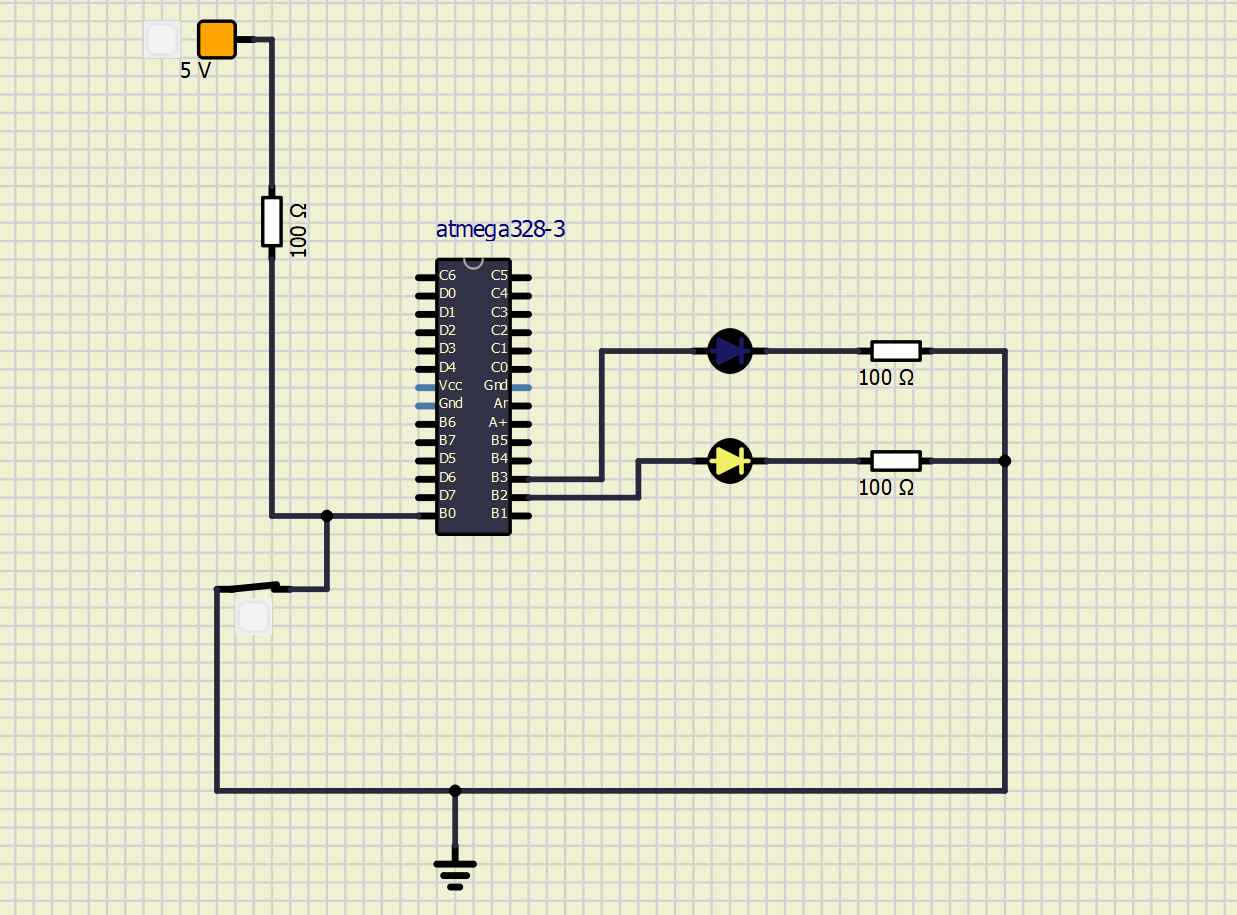 5 V
100 Ω
atmega328-3
C6 C5
D0 C4
D1 C3
D2 C2
D3 C1
D4 C0
Vcc Gnd
Gnd Ar
B6 A+
B7 B5
D5 B4
D6 B3
D7 B2
B0 B1
100 Ω
100 Ω